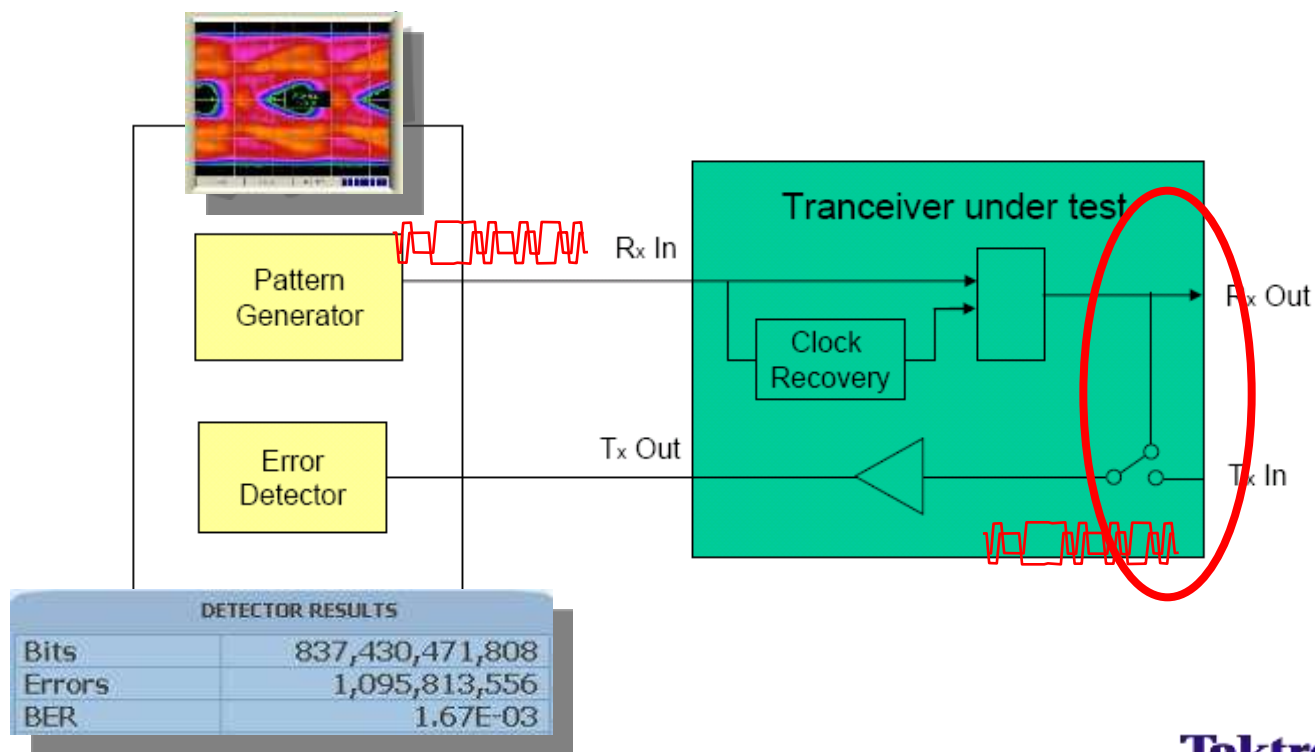 Tranceiver under test
Pattern
Generator
Rx In
Rx Out
Clock
Recovery
Error
Detector
Tx Out
Tx In
DETECTOR RESULTS
Bits 837,430,471,808
Errors 1,095,813,556
BER 1.67E-03